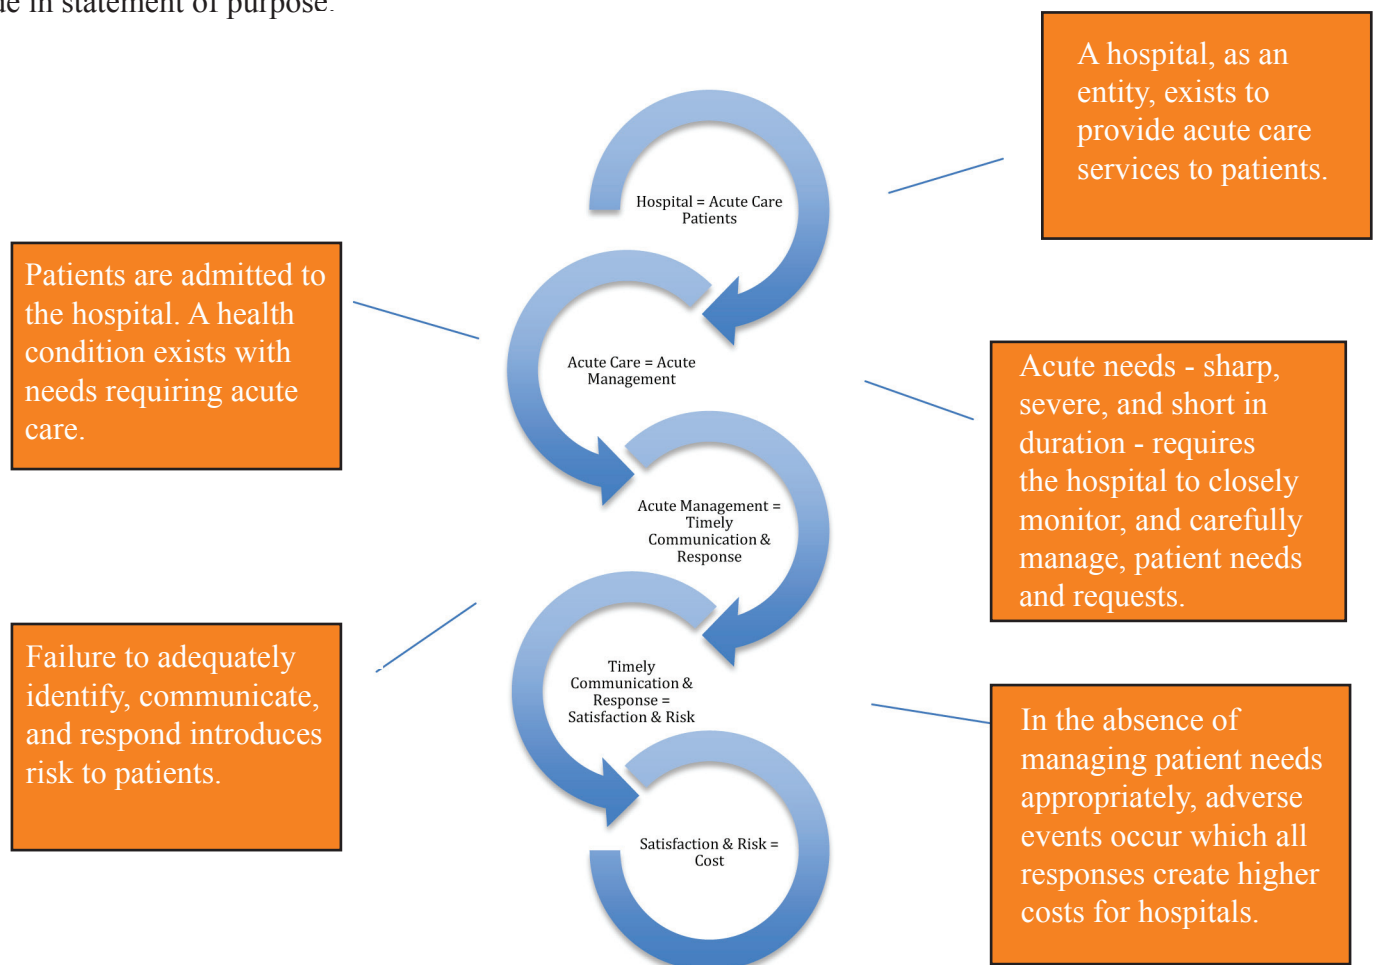 de in statement of purpose.
A hospital, as an
entity, exists to
provide acute care
services to patients.
Hospital = Acute Care
Patients
Patients are admitted to
the hospital. A health
condition exists with
needs requiring acute
care.
Acute Care = Acute
Management
Acute needs - sharp,
severe, and short in
duration - requires
the hospital to closely
monitor, and carefully
manage, patient needs
and requests.
Acute Management =
Timely
Communication &
Response
Failure to adequately
identify, communicate,
and respond introduces
risk to patients.
Timely
Communication &
Response =
Satisfaction & Risk
In the absence of
managing patient needs
appropriately, adverse
events occur which all
responses create higher
costs for hospitals.
Satisfaction & Risk =
Cost